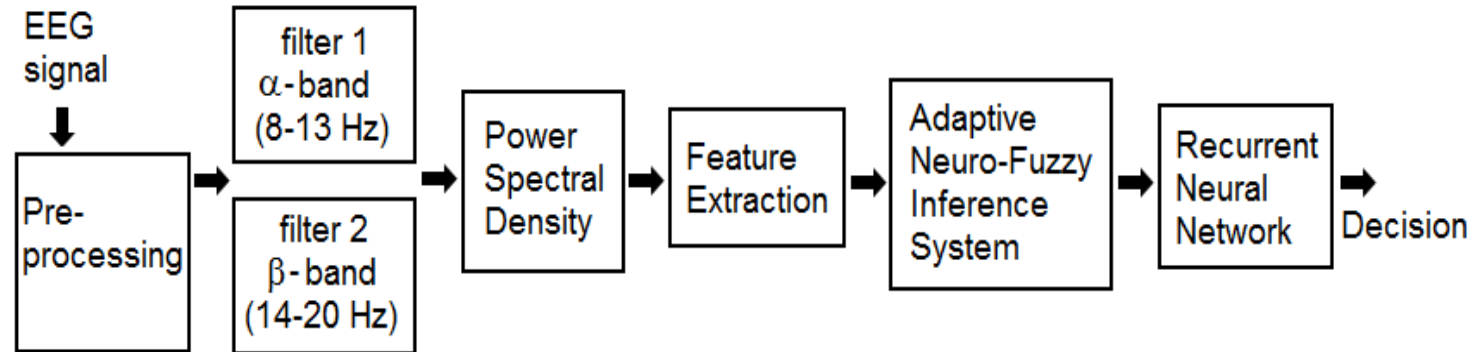 EEG
signal
Pre-
processing
filter 1
α-band
(8-13 Hz)
filter 2
β-band
(14-20 Hz)
Power
Spectral
Density
Feature
Extraction
Adaptive
Neuro-Fuzzy
Inference
System
Recurrent
Neural
Network
Decision